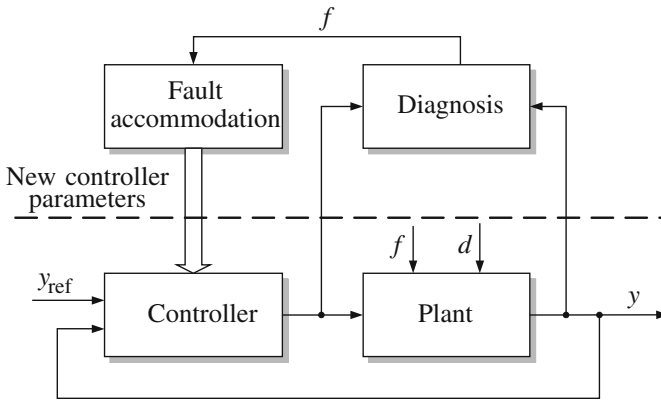 f
Fault
accommodation
Diagnosis
New controller
parameters
f
d
y_ref
Controller
Plant
y